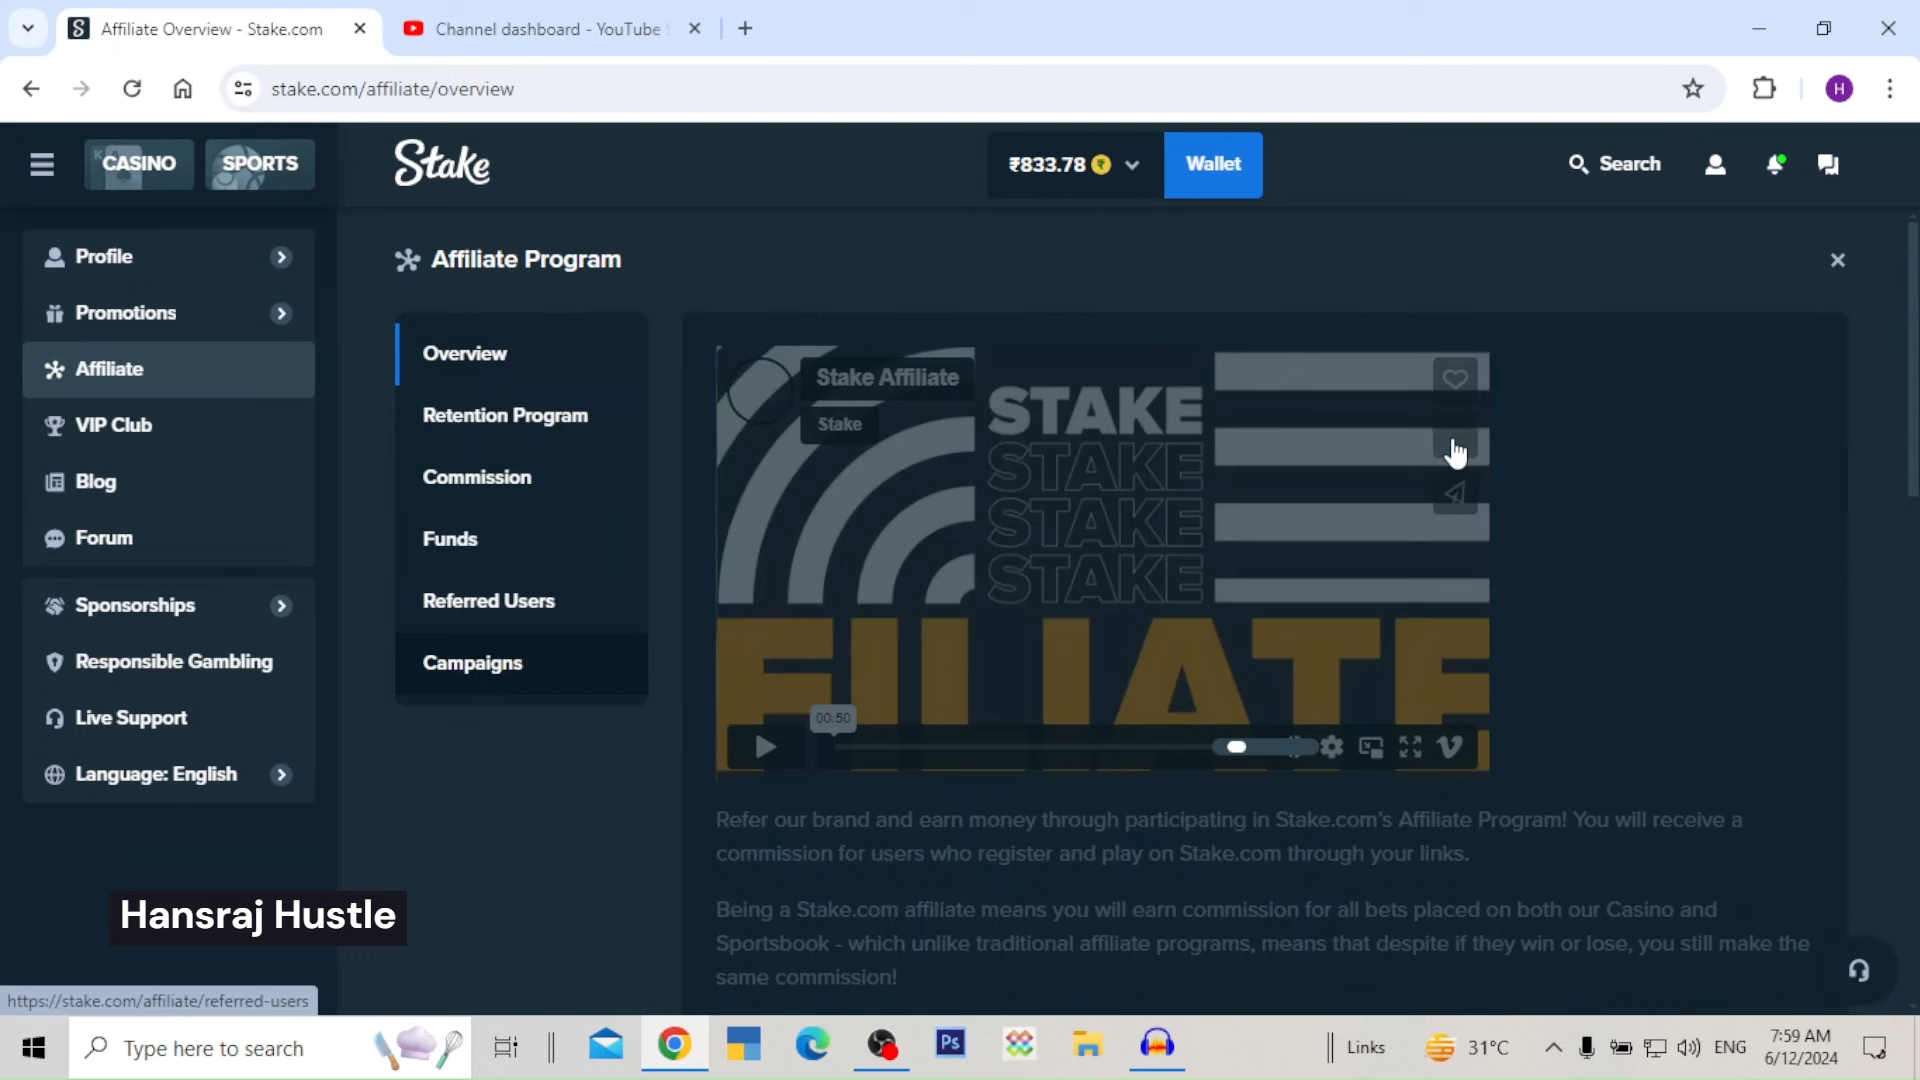 Affiliate Overview - Stake.com
Channel dashboard - YouTube
stake.com/affiliate/overview
H
CASINO
SPORTS
Stake
₹833.78
Wallet
Search
Profile
Promotions
Affiliate
VIP Club
Blog
Forum
Sponsorships
Responsible Gambling
Live Support
Language: English
Affiliate Program
Overview
Retention Program
Commission
Funds
Referred Users
Campaigns
Stake Affiliate
Stake
STAKE
STAKE
STAKE
STAKE
FILIATE
00:50
Refer our brand and earn money through participating in Stake.com's Affiliate Program! You will receive a
commission for users who register and play on Stake.com through your links.
Being a Stake.com affiliate means you will earn commission for all bets placed on both our Casino and
Sportsbook - which unlike traditional affiliate programs, means that despite if they win or lose, you still make the
same commission!
Hansraj Hustle
https://stake.com/affiliate/referred-users
Type here to search
Ps
Links
31°C
ENG
7:59 AM
6/12/2024